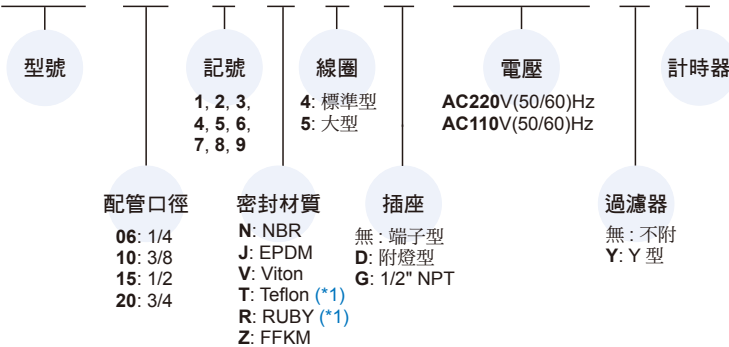 型號
記號
線圈
電壓
計時器
1, 2, 3,
4, 5, 6,
7, 8, 9
4: 標準型
5: 大型
AC220V(50/60)Hz
AC110V(50/60)Hz
配管口徑
密封材質
插座
過濾器
06: 1/4
10: 3/8
15: 1/2
20: 3/4
N: NBR
J: EPDM
V: Viton
T: Teflon (*1)
R: RUBY (*1)
Z: FFKM
無 : 端子型
D: 附燈型
G: 1/2" NPT
無 : 不附
Y: Y 型